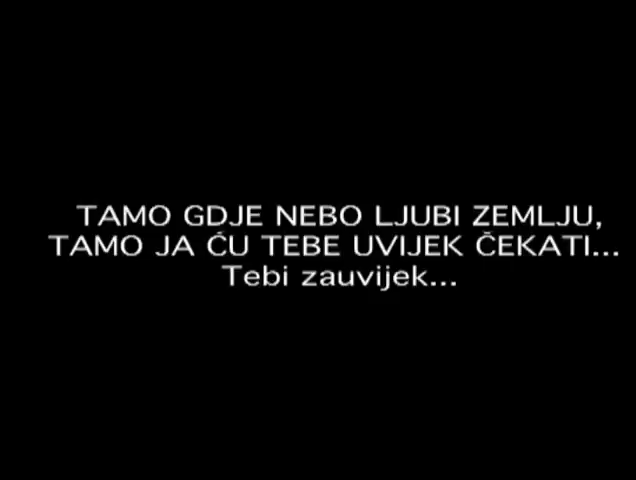 TAMO GDJE NEBO LJUBI ZEMLJU,
TAMO JA ĆU TEBE UVIJEK ČEKATI...
Tebi zauvijek...